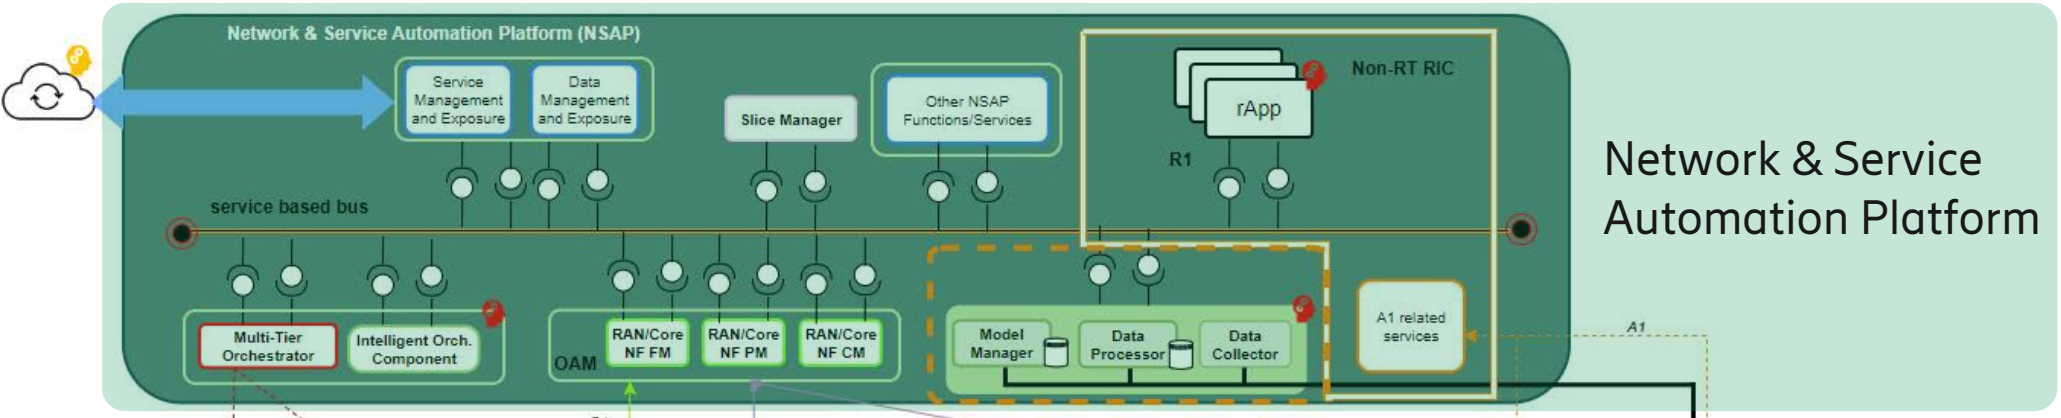 Network & Service Automation Platform (NSAP)
Service
Management
and Exposure
Data
Management
and Exposure
Slice Manager
Other NSAP
Functions/Services
rApp
Non-RT RIC
R1
Network & Service
Automation Platform
service based bus
Multi-Tier
Orchestrator
Intelligent Orch.
Component
OAM
RAN/Core
NF FM
RAN/Core
NF PM
RAN/Core
NF CM
Model
Manager
Data
Processor
Data
Collector
A1 related
services
A1